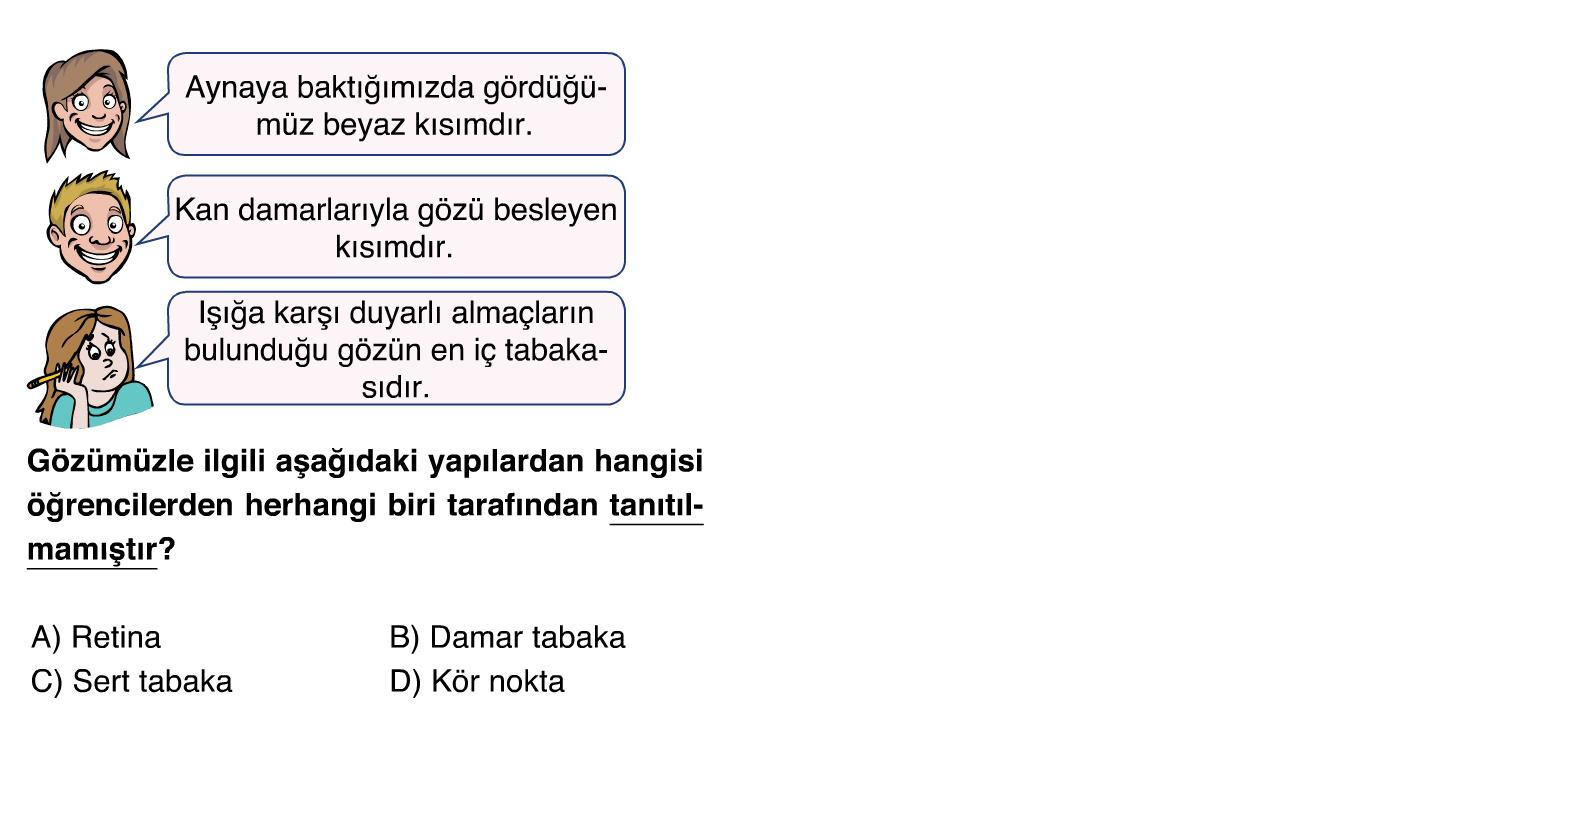 Aynaya baktığımızda gördüğü-
müz beyaz kısımdır.
Kan damarlarıyla gözü besleyen
kısımdır.
Işığa karşı duyarlı almaçların
bulunduğu gözün en iç tabaka-
sıdır.
Gözümüzle ilgili aşağıdaki yapılardan hangisi
öğrencilerden herhangi biri tarafından tanıtıl-
mamıştır?
A) Retina B) Damar tabaka
C) Sert tabaka D) Kör nokta